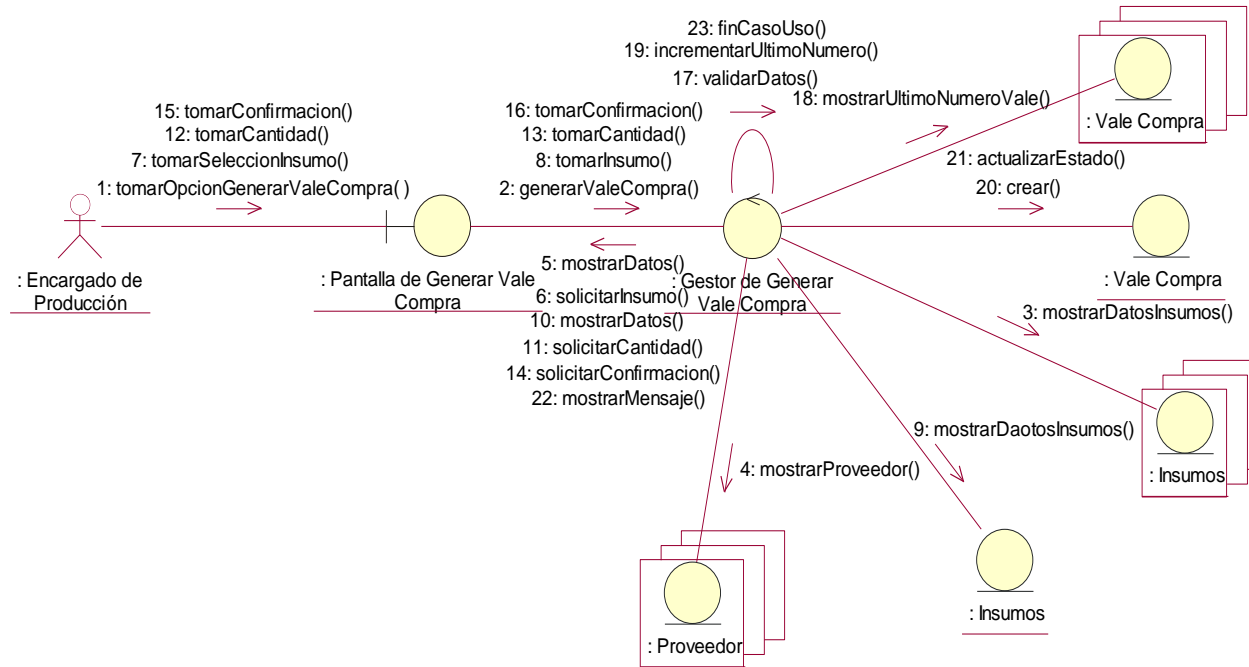 23: finCasoUso()
19: incrementarUltimoNumero()
17: validarDatos()
15: tomarConfirmacion()
12: tomarCantidad()
7: tomarSeleccionInsumo()
1: tomarOpcionGenerarValeCompra( )
16: tomarConfirmacion()
13: tomarCantidad()
8: tomarInsumo()
2: generarValeCompra()
18: mostrarUltimoNumeroVale()
: Vale Compra
21: actualizarEstado()
20: crear()
: Vale Compra
: Encargado de
Producción
: Pantalla de Generar Vale
Compra
: Gestor de Generar
Vale Compra
5: mostrarDatos()
6: solicitarInsumo()
10: mostrarDatos()
11: solicitarCantidad()
14: solicitarConfirmacion()
22: mostrarMensaje()
3: mostrarDatosInsumos()
: Insumos
9: mostrarDaotosInsumos()
4: mostrarProveedor()
: Insumos
: Proveedor